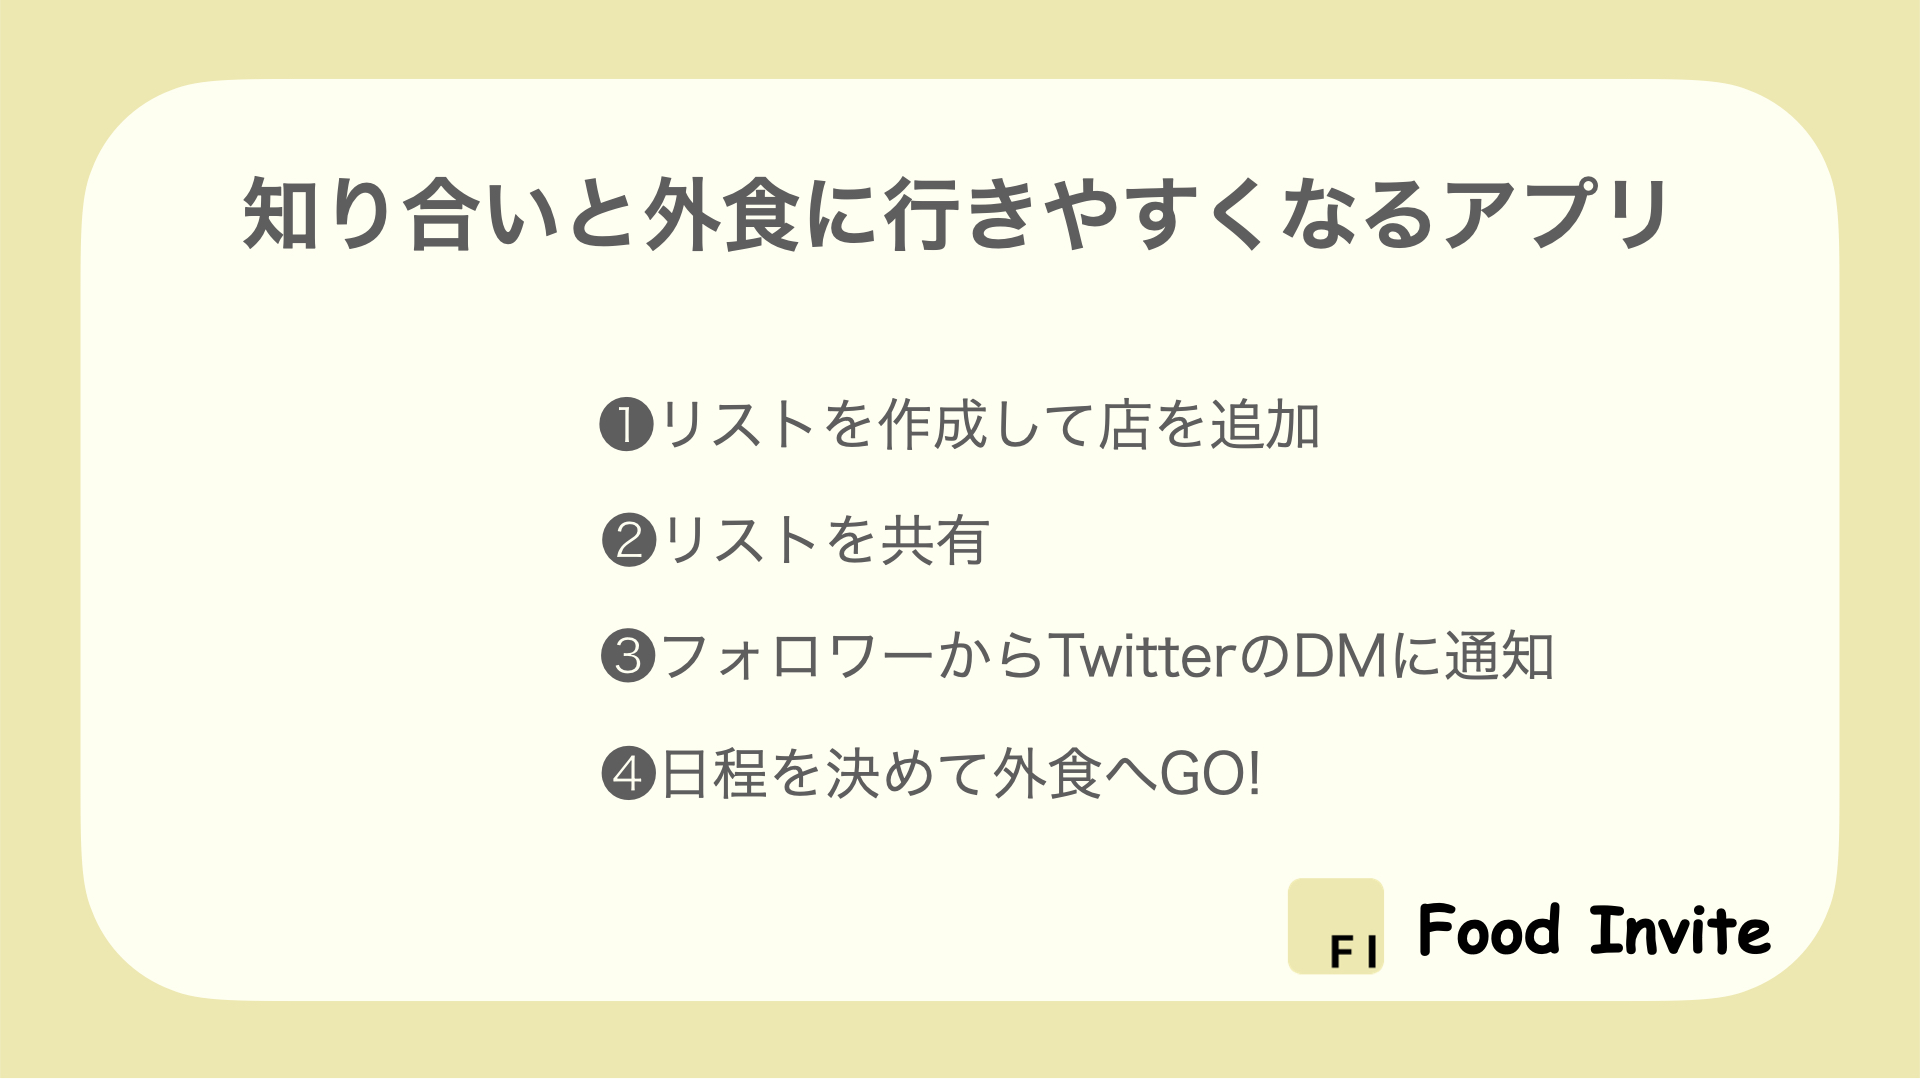 知り合いと外食に行きやすくなるアプリ
❶リストを作成して店を追加
❷リストを共有
❸フォロワーからTwitterのDMに通知
❹日程を決めて外食へGO!
FI Food Invite